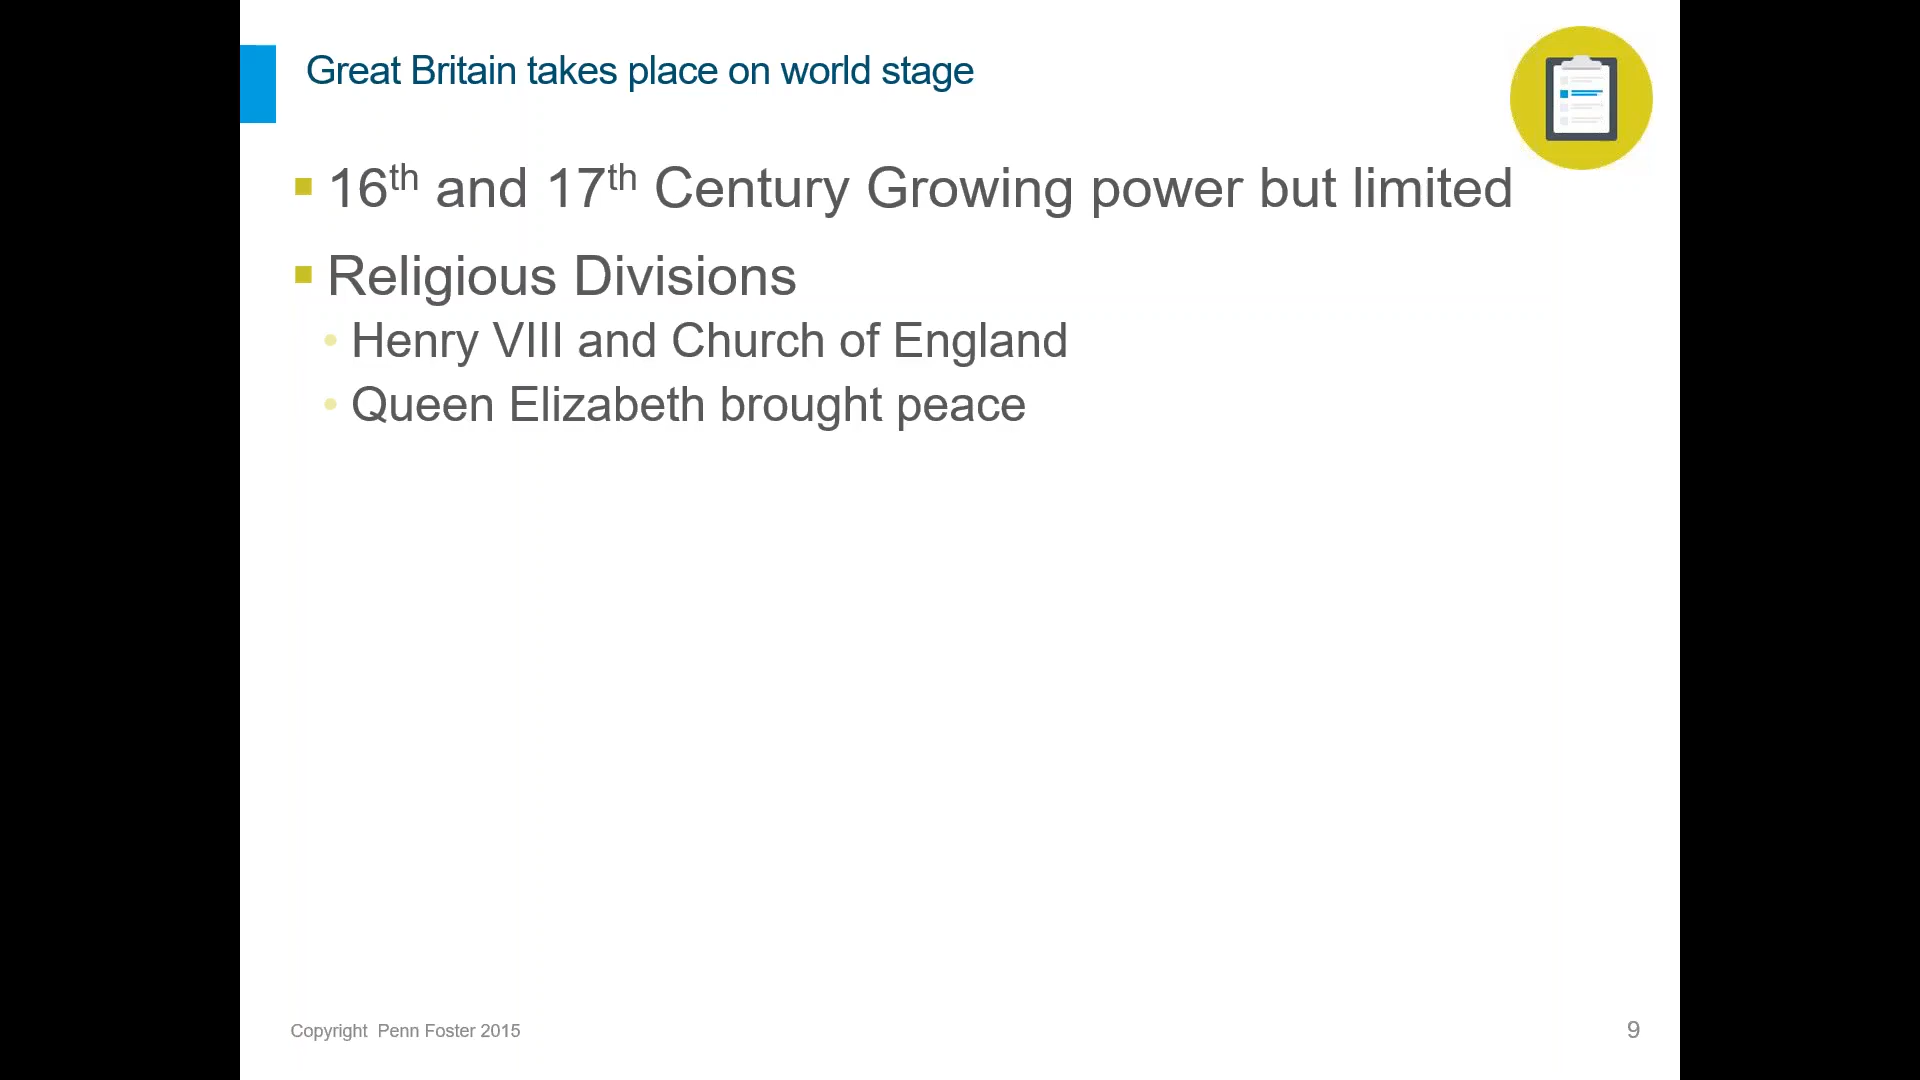 Great Britain takes place on world stage
16th and 17th Century Growing power but limited
Religious Divisions
Henry VIII and Church of England
Queen Elizabeth brought peace
Copyright Penn Foster 2015
9